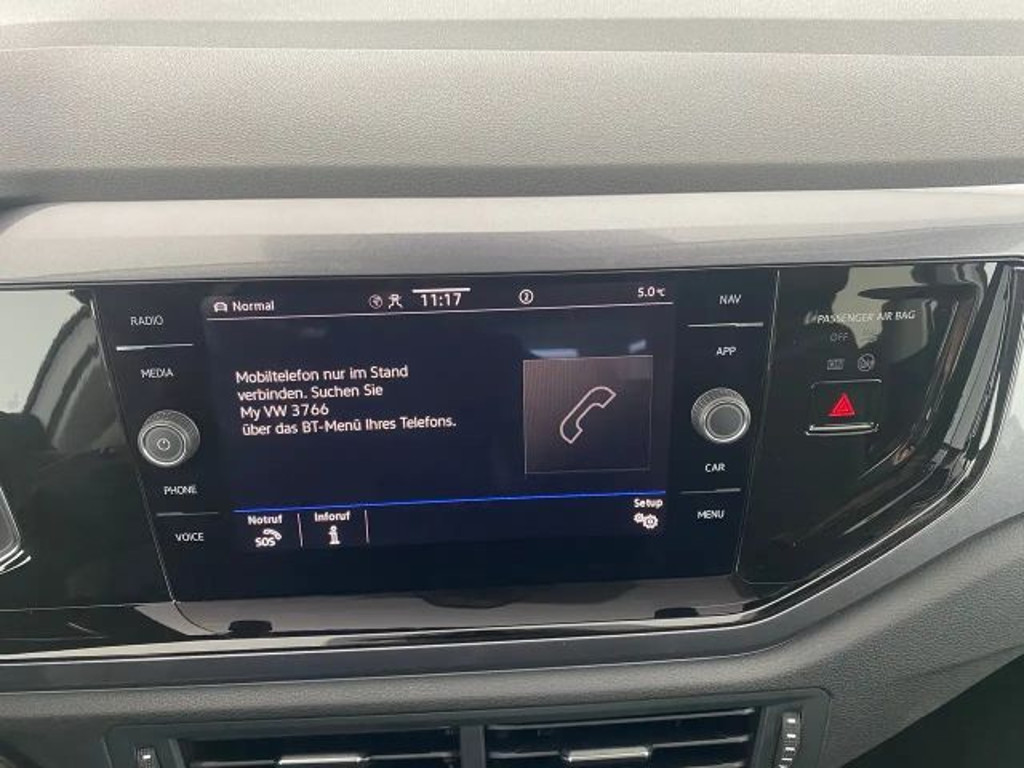 RADIO
MEDIA
PHONE
VOICE
Normal
11:17
5.0 °C
Mobiltelefon nur im Stand
verbinden. Suchen Sie
My VW 3766
über das BT-Menü Ihres Telefons.
Notruf
SOS
Inforuf
Setup
NAV
APP
CAR
MENU
PASSENGER AIR BAG
OFF